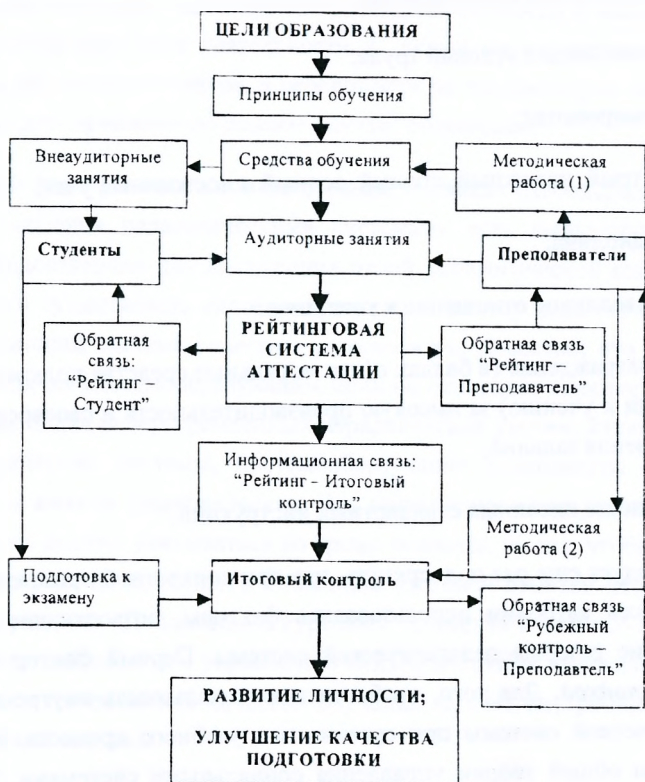 ЦЕЛИ ОБРАЗОВАНИЯ
Принципы обучения
Внеаудиторные
занятия
Средства обучения
Методическая
работа (1)
Студенты
Аудиторные занятия
Преподаватели
Обратная
связь:
“Рейтинг –
Студент”
РЕЙТИНГОВАЯ
СИСТЕМА
АТТЕСТАЦИИ
Обратная связь
“Рейтинг –
Преподаватель”
Информационная связь:
“Рейтинг – Итоговый
контроль”
Методическая
работа (2)
Подготовка к
экзамену
Итоговый контроль
Обратная связь
“Рубежный
контроль –
Преподаватель”
РАЗВИТИЕ ЛИЧНОСТИ;
УЛУЧШЕНИЕ КАЧЕСТВА
ПОДГОТОВКИ